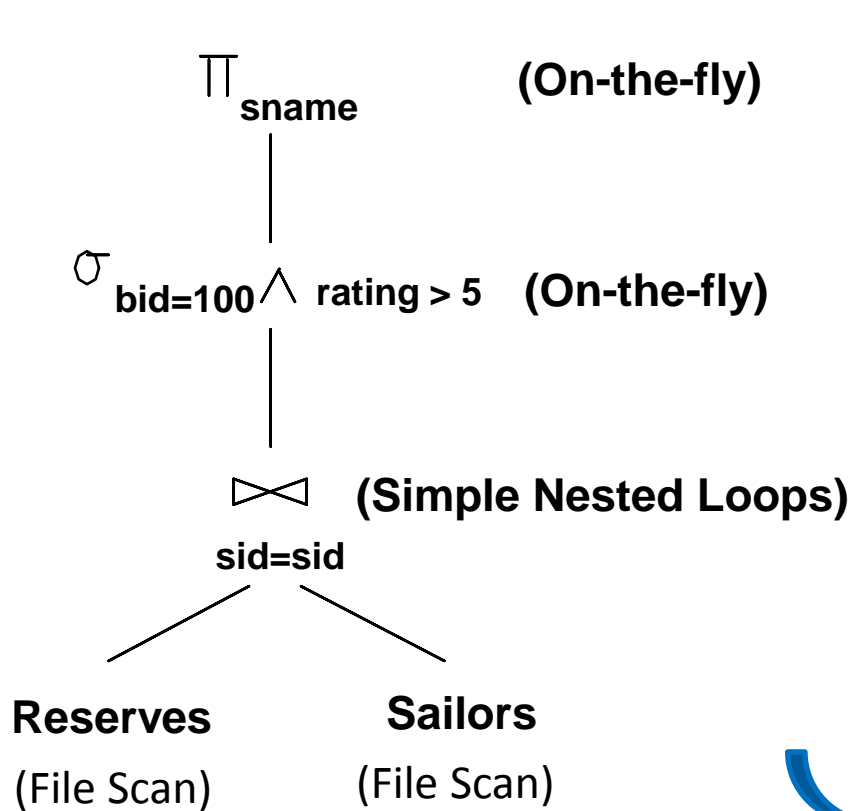 ∏ sname (On-the-fly)
σ bid=100 ∧ rating > 5 (On-the-fly)
⋈ (Simple Nested Loops)
sid=sid
Reserves Sailors
(File Scan) (File Scan)